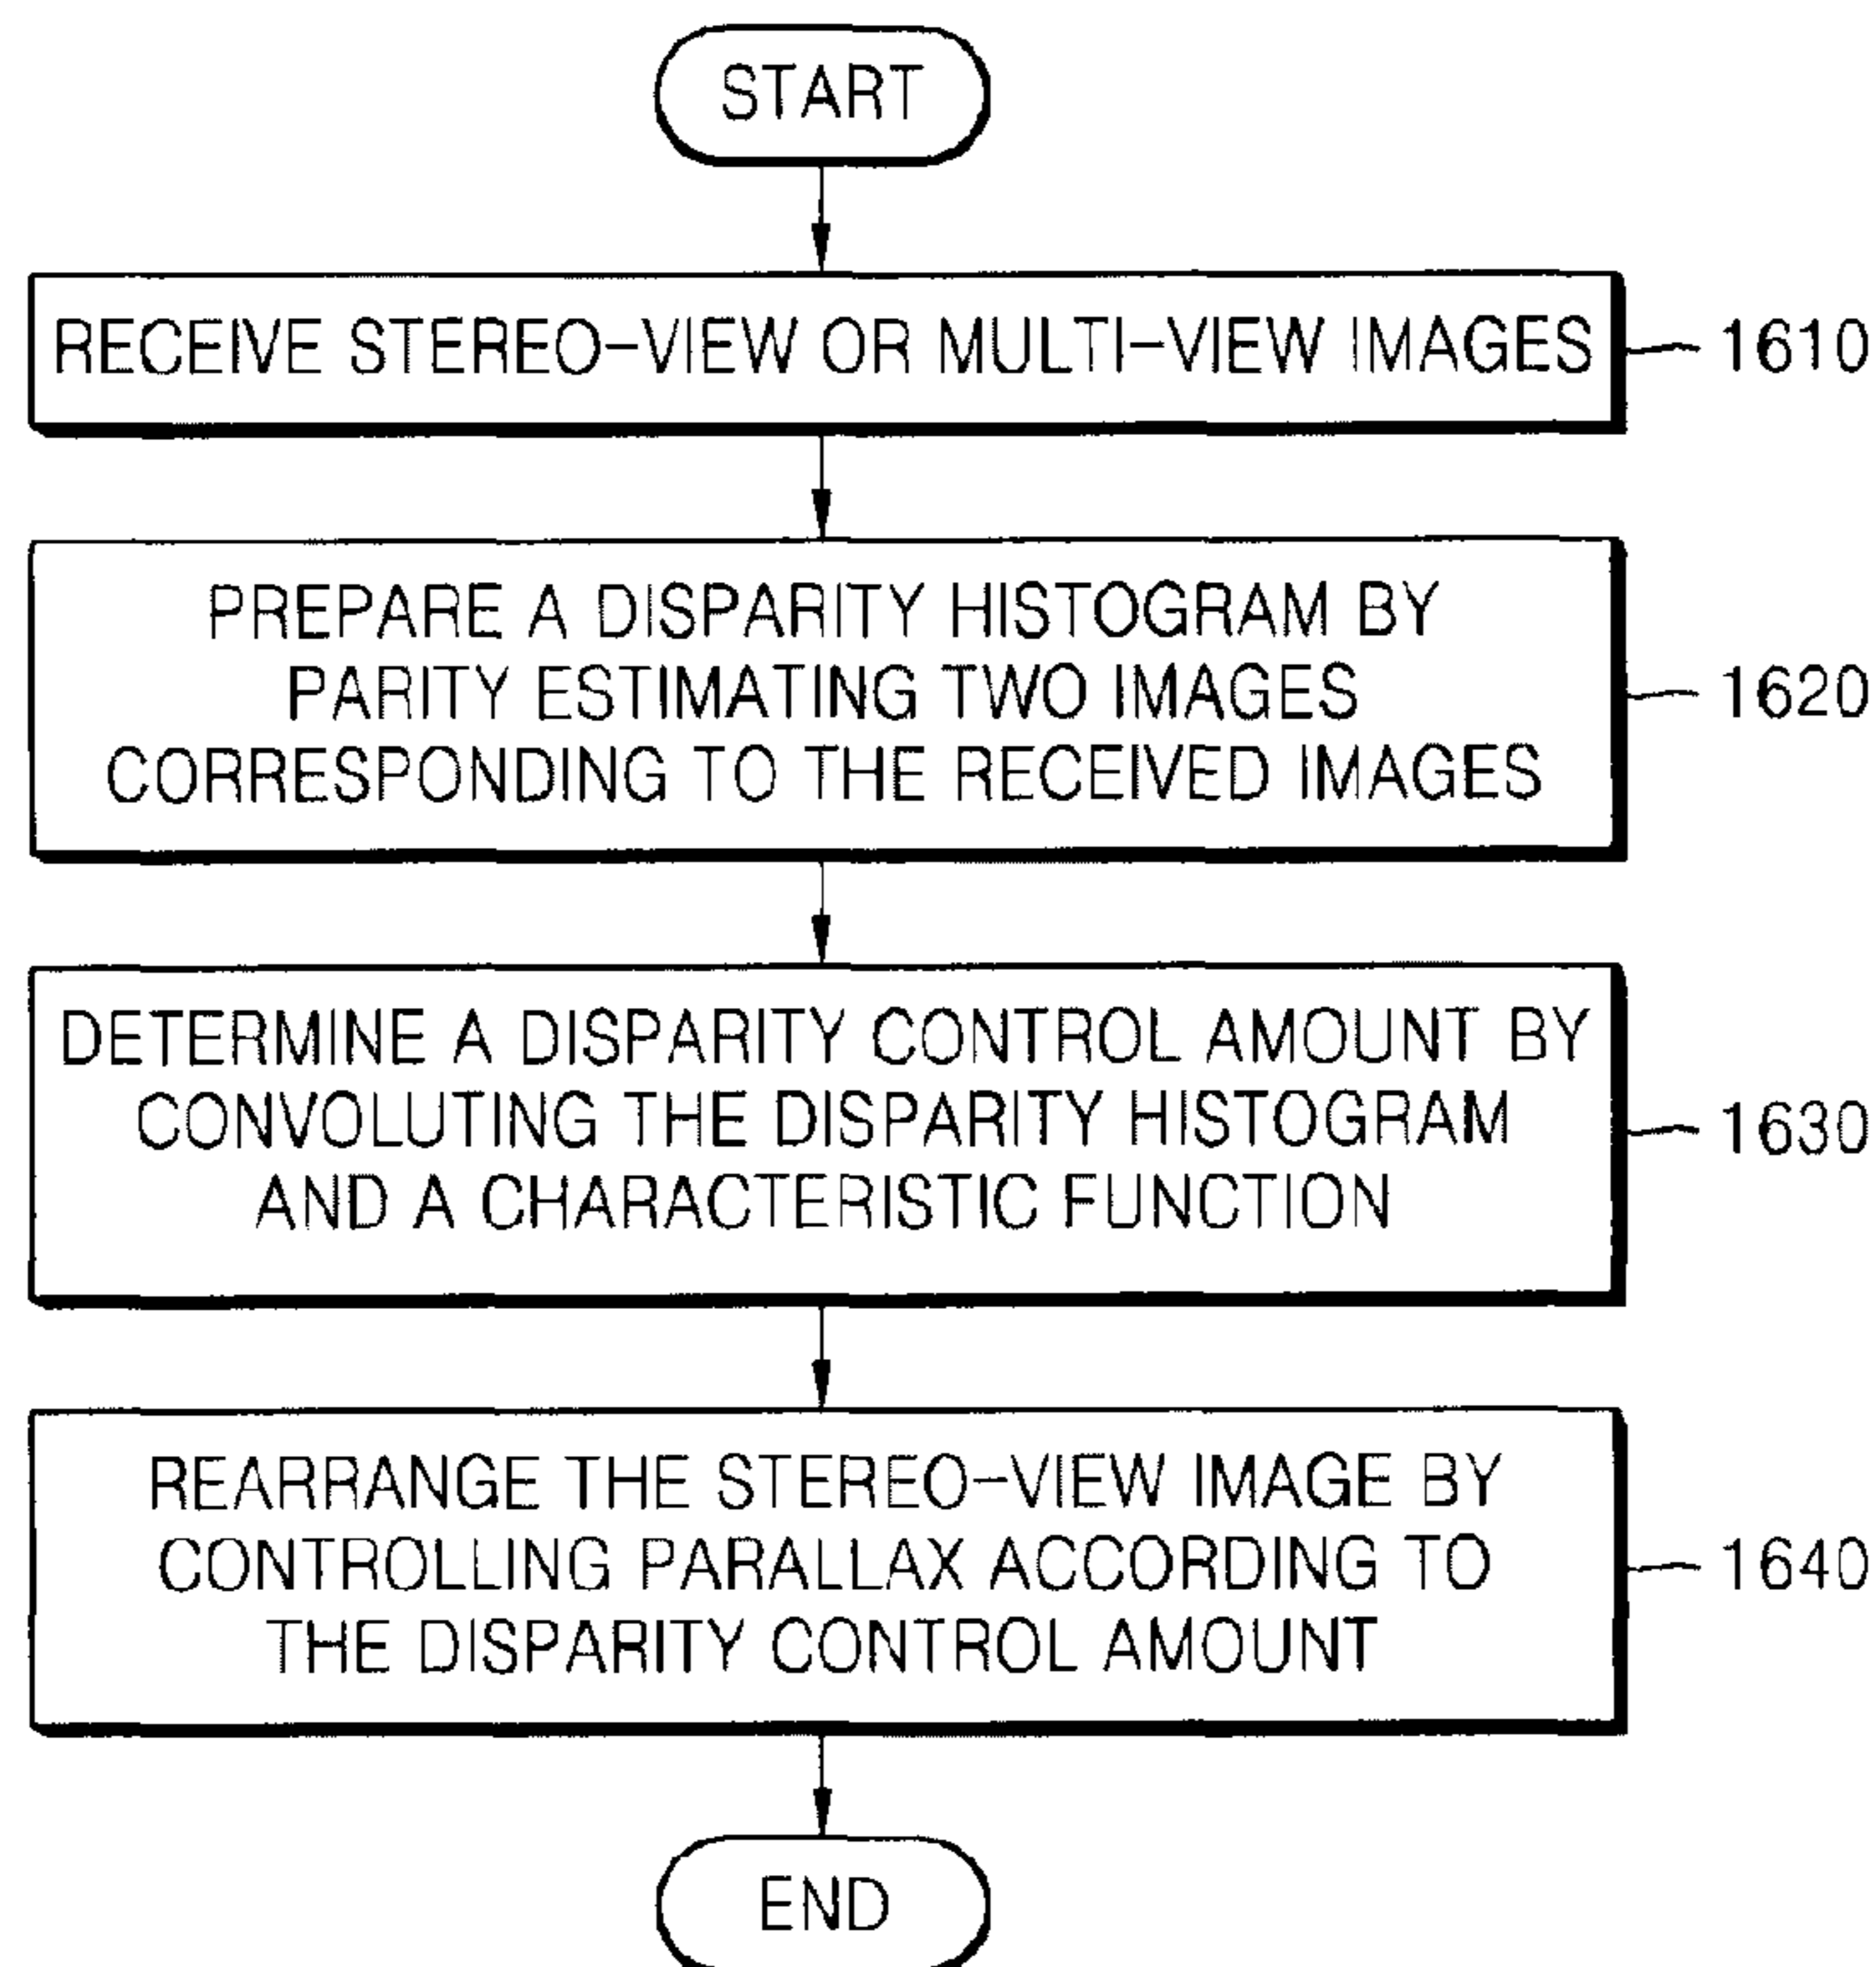 START
RECEIVE STEREO-VIEW OR MULTI-VIEW IMAGES
1610
PREPARE A DISPARITY HISTOGRAM BY
PARITY ESTIMATING TWO IMAGES
CORRESPONDING TO THE RECEIVED IMAGES
1620
DETERMINE A DISPARITY CONTROL AMOUNT BY
CONVOLUTING THE DISPARITY HISTOGRAM
AND A CHARACTERISTIC FUNCTION
1630
REARRANGE THE STEREO-VIEW IMAGE BY
CONTROLLING PARALLAX ACCORDING TO
THE DISPARITY CONTROL AMOUNT
1640
END